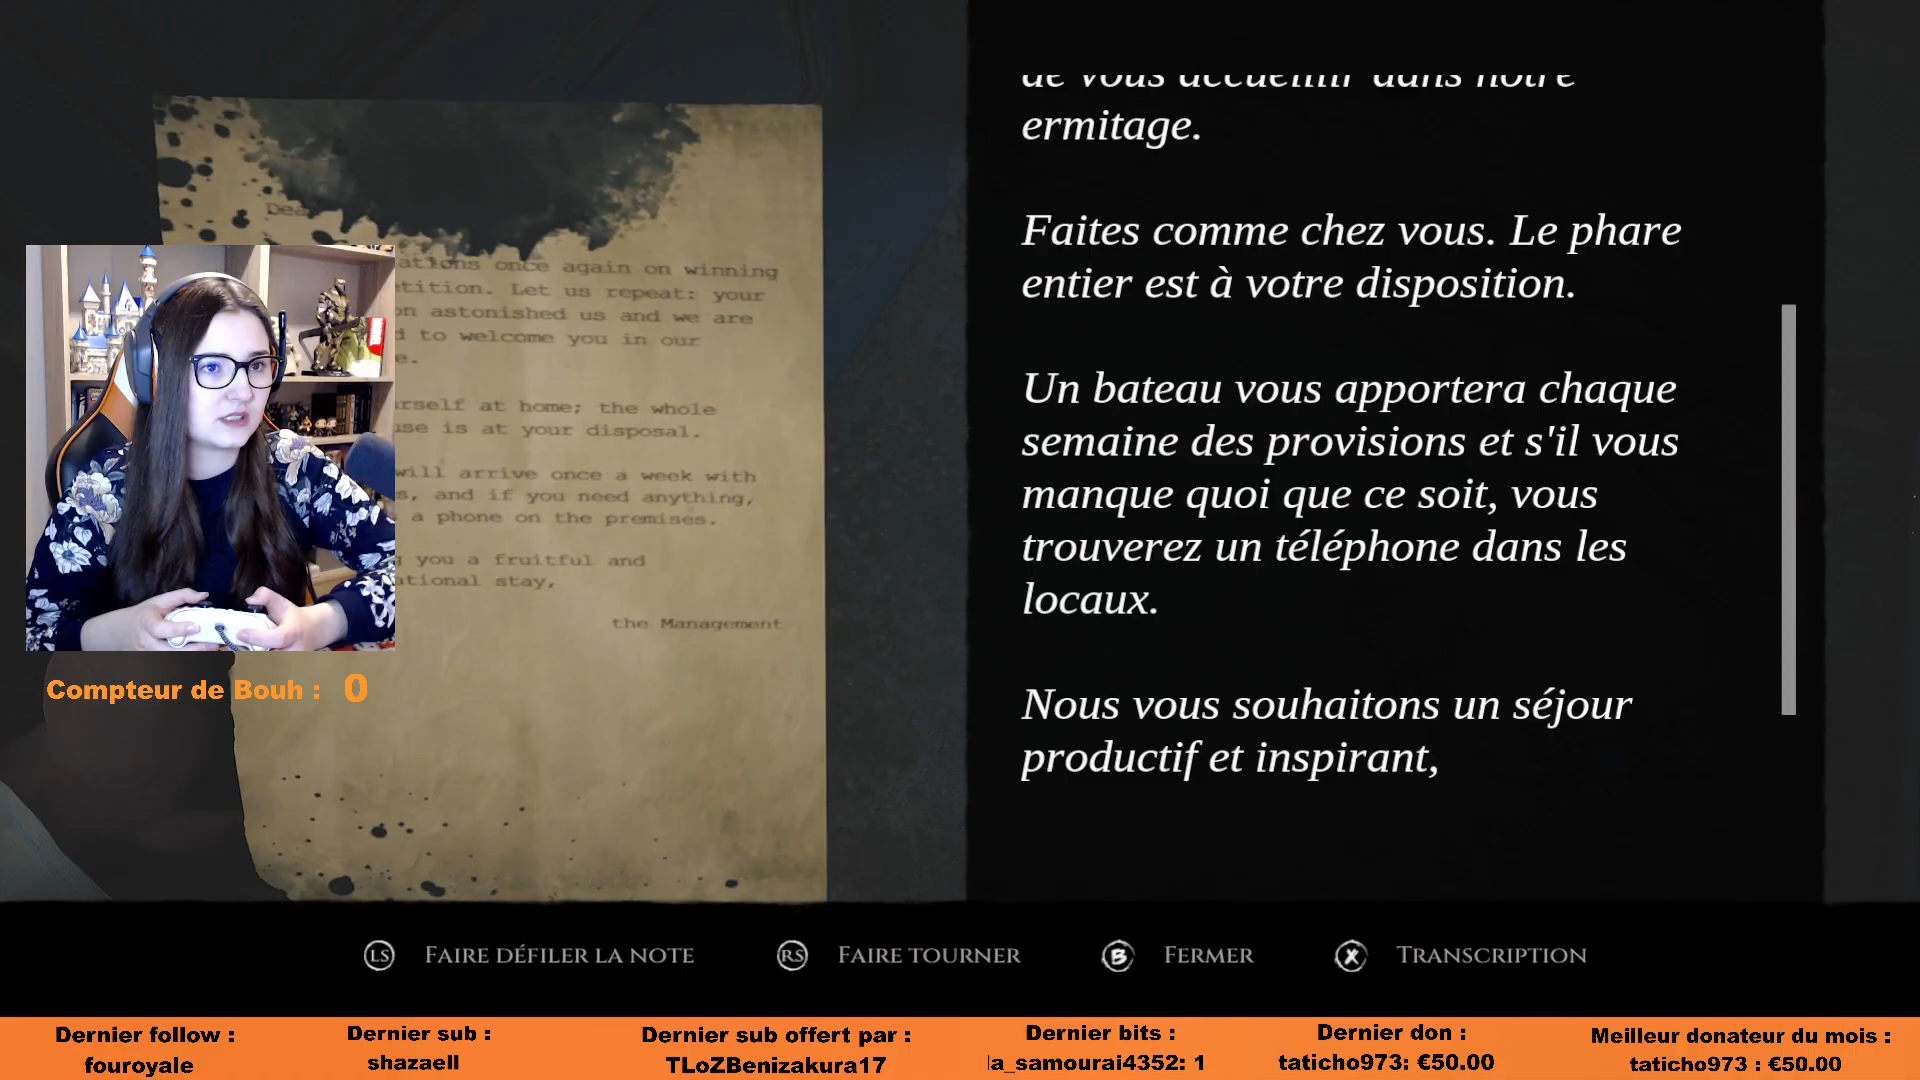 ermitage.
Faites comme chez vous. Le phare
entier est à votre disposition.
Un bateau vous apportera chaque
semaine des provisions et s'il vous
manque quoi que ce soit, vous
trouverez un téléphone dans les
locaux.
Nous vous souhaitons un séjour
productif et inspirant,
once again on winning
Let us repeat: your
astonished us and we are
to welcome you in our
at home; the whole
is at your disposal.
will arrive once a week with
and if you need anything,
a phone on the premises.
you a fruitful and
stay,
the Management
Compteur de Bouh : 0
LS FAIRE DÉFILER LA NOTE RS FAIRE TOURNER B FERMER X TRANSCRIPTION
Dernier follow :
fouroyale
Dernier sub :
shazaell
Dernier sub offert par :
TLoZBenizakura17
Dernier bits :
la_samourai4352: 1
Dernier don :
taticho973: €50.00
Meilleur donateur du mois :
taticho973 : €50.00